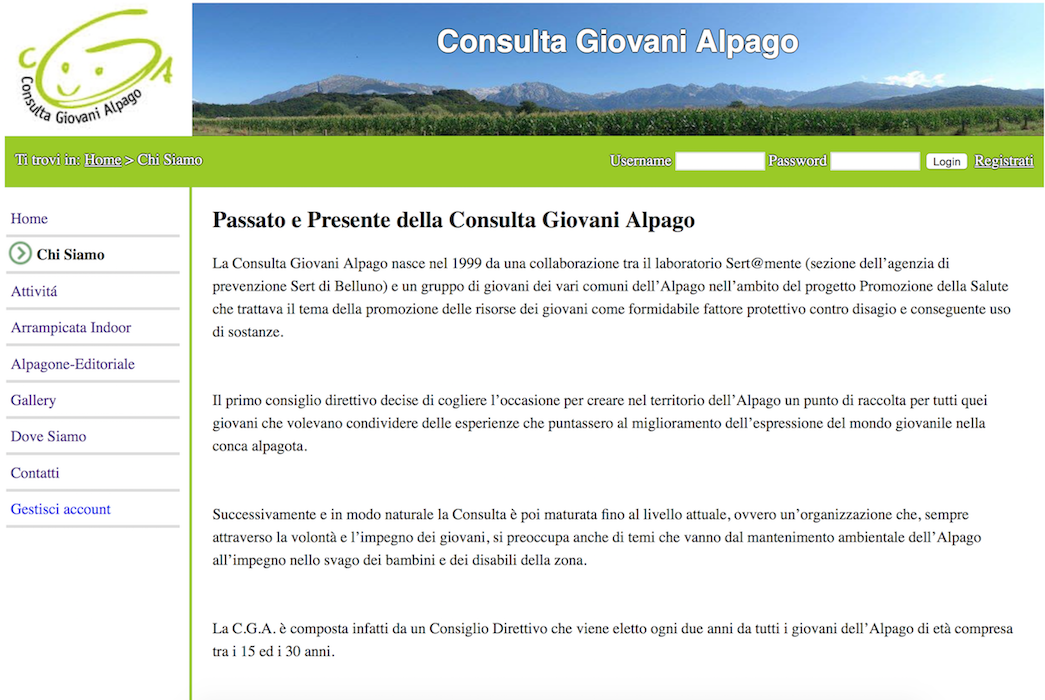 C G A
Consulta Giovani Alpago
Consulta Giovani Alpago
Ti trovi in: Home > Chi Siamo
Username Password Login Registrati
Home
Chi Siamo
Attivitá
Arrampicata Indoor
Alpagone-Editoriale
Gallery
Dove Siamo
Contatti
Gestisci account
Passato e Presente della Consulta Giovani Alpago
La Consulta Giovani Alpago nasce nel 1999 da una collaborazione tra il laboratorio Sert@mente (sezione dell’agenzia di
prevenzione Sert di Belluno) e un gruppo di giovani dei vari comuni dell’Alpago nell’ambito del progetto Promozione della Salute
che trattava il tema della promozione delle risorse dei giovani come formidabile fattore protettivo contro disagio e conseguente uso
di sostanze.
Il primo consiglio direttivo decise di cogliere l’occasione per creare nel territorio dell’Alpago un punto di raccolta per tutti quei
giovani che volevano condividere delle esperienze che puntassero al miglioramento dell’espressione del mondo giovanile nella
conca alpagota.
Successivamente e in modo naturale la Consulta è poi maturata fino al livello attuale, ovvero un’organizzazione che, sempre
attraverso la volontà e l’impegno dei giovani, si preoccupa anche di temi che vanno dal mantenimento ambientale dell’Alpago
all’impegno nello svago dei bambini e dei disabili della zona.
La C.G.A. è composta infatti da un Consiglio Direttivo che viene eletto ogni due anni da tutti i giovani dell’Alpago di età compresa
tra i 15 ed i 30 anni.